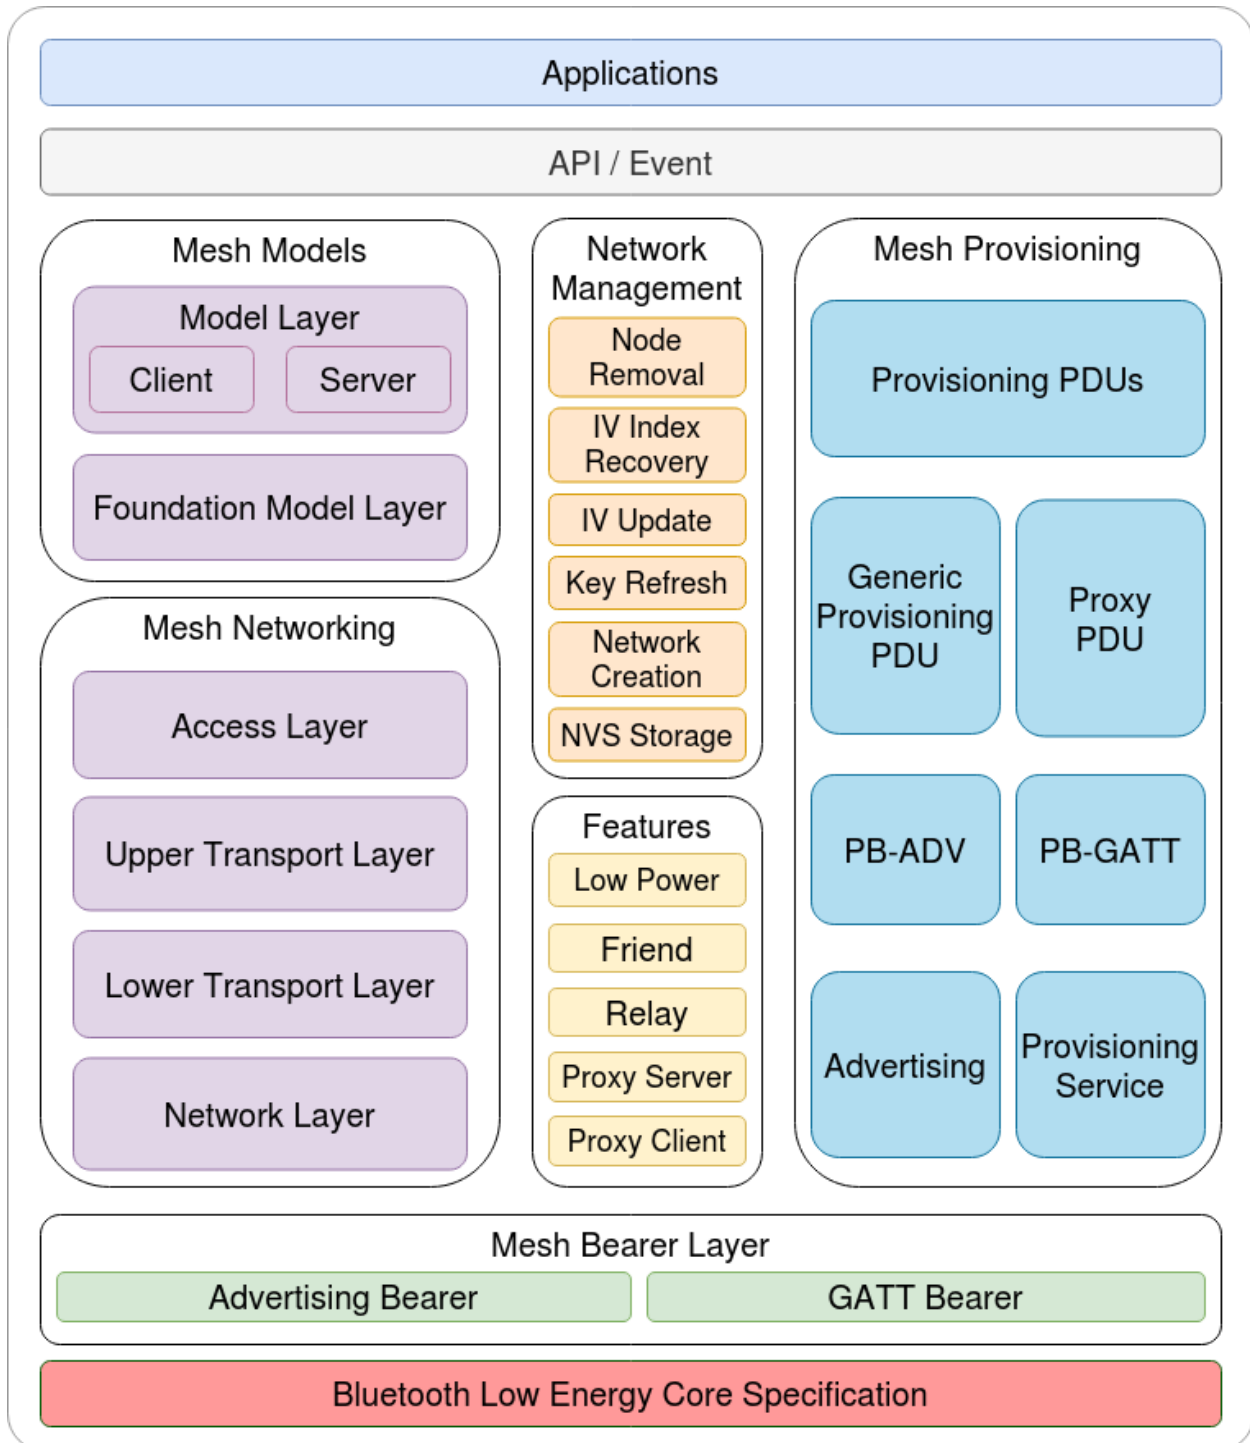 Applications
API / Event
Mesh Models
Model Layer
Client
Server
Foundation Model Layer
Mesh Networking
Access Layer
Upper Transport Layer
Lower Transport Layer
Network Layer
Network
Management
Node
Removal
IV Index
Recovery
IV Update
Key Refresh
Network
Creation
NVS Storage
Features
Low Power
Friend
Relay
Proxy Server
Proxy Client
Mesh Provisioning
Provisioning PDUs
Generic
Provisioning
PDU
Proxy
PDU
PB-ADV
PB-GATT
Advertising
Provisioning
Service
Mesh Bearer Layer
Advertising Bearer
GATT Bearer
Bluetooth Low Energy Core Specification